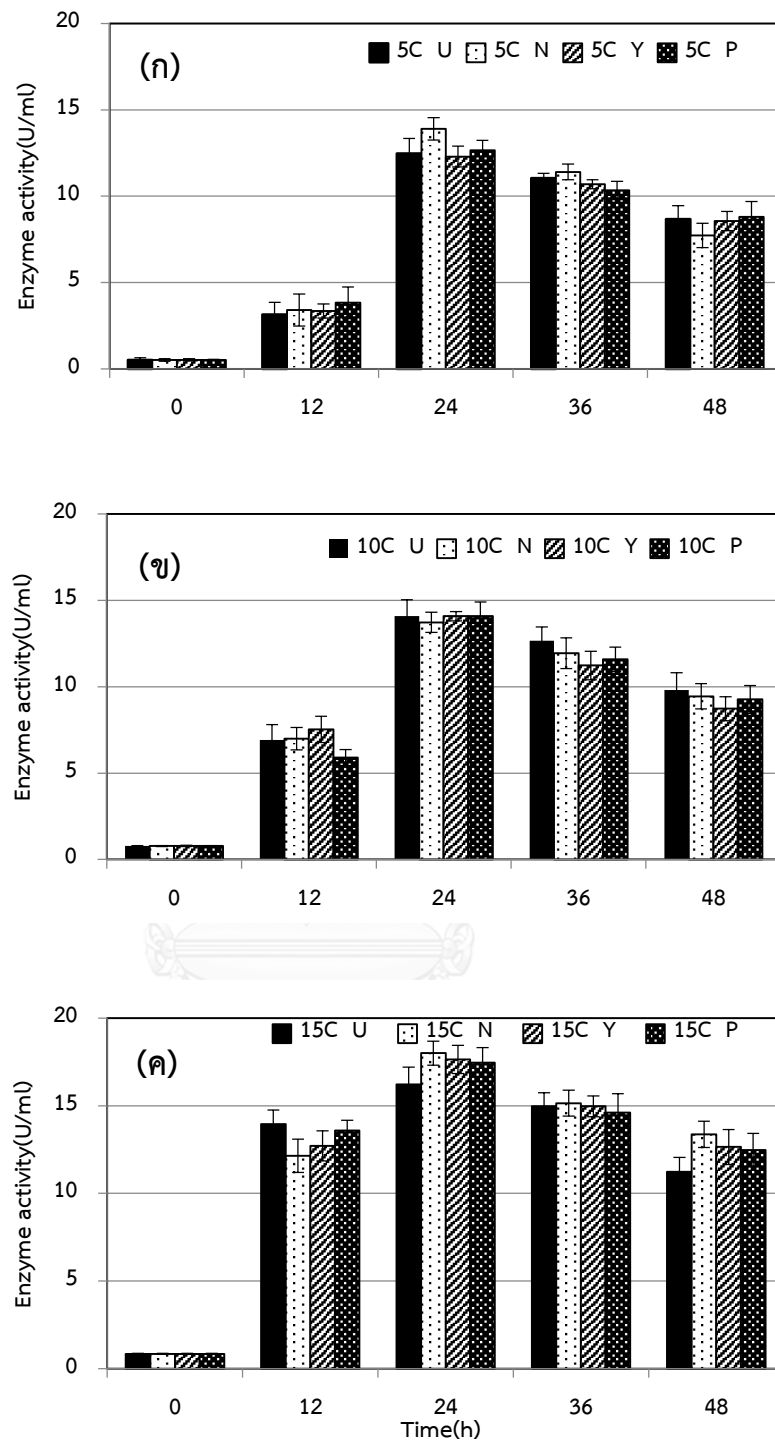 20
(ก)
5C U 5C N 5C Y 5C P
15
10
5
0
Enzyme activity(U/ml)
0 12 24 36 48
20
(ข)
10C U 10C N 10C Y 10C P
15
10
5
0
Enzyme activity(U/ml)
0 12 24 36 48
20
15C U 15C N 15C Y 15C P
(ค)
15
10
5
0
Enzyme activity(U/ml)
0 12 24 36 48
Time(h)